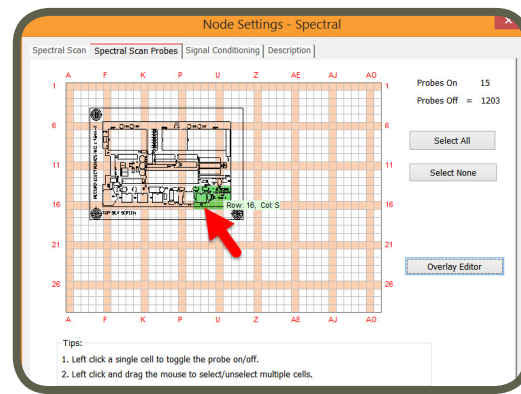 Node Settings - Spectral
Spectral Scan
Spectral Scan Probes
Signal Conditioning
Description
A F K P U Z AE AJ AO
1 1
Probes On 15
Probes Off = 1203
6 6
Select All
11 11
Select None
16 16
Row: 16, Col: S
21 21
Overlay Editor
26 26
A F K P U Z AE AJ AO
Tips:
1. Left click a single cell to toggle the probe on/off.
2. Left click and drag the mouse to select/unselect multiple cells.